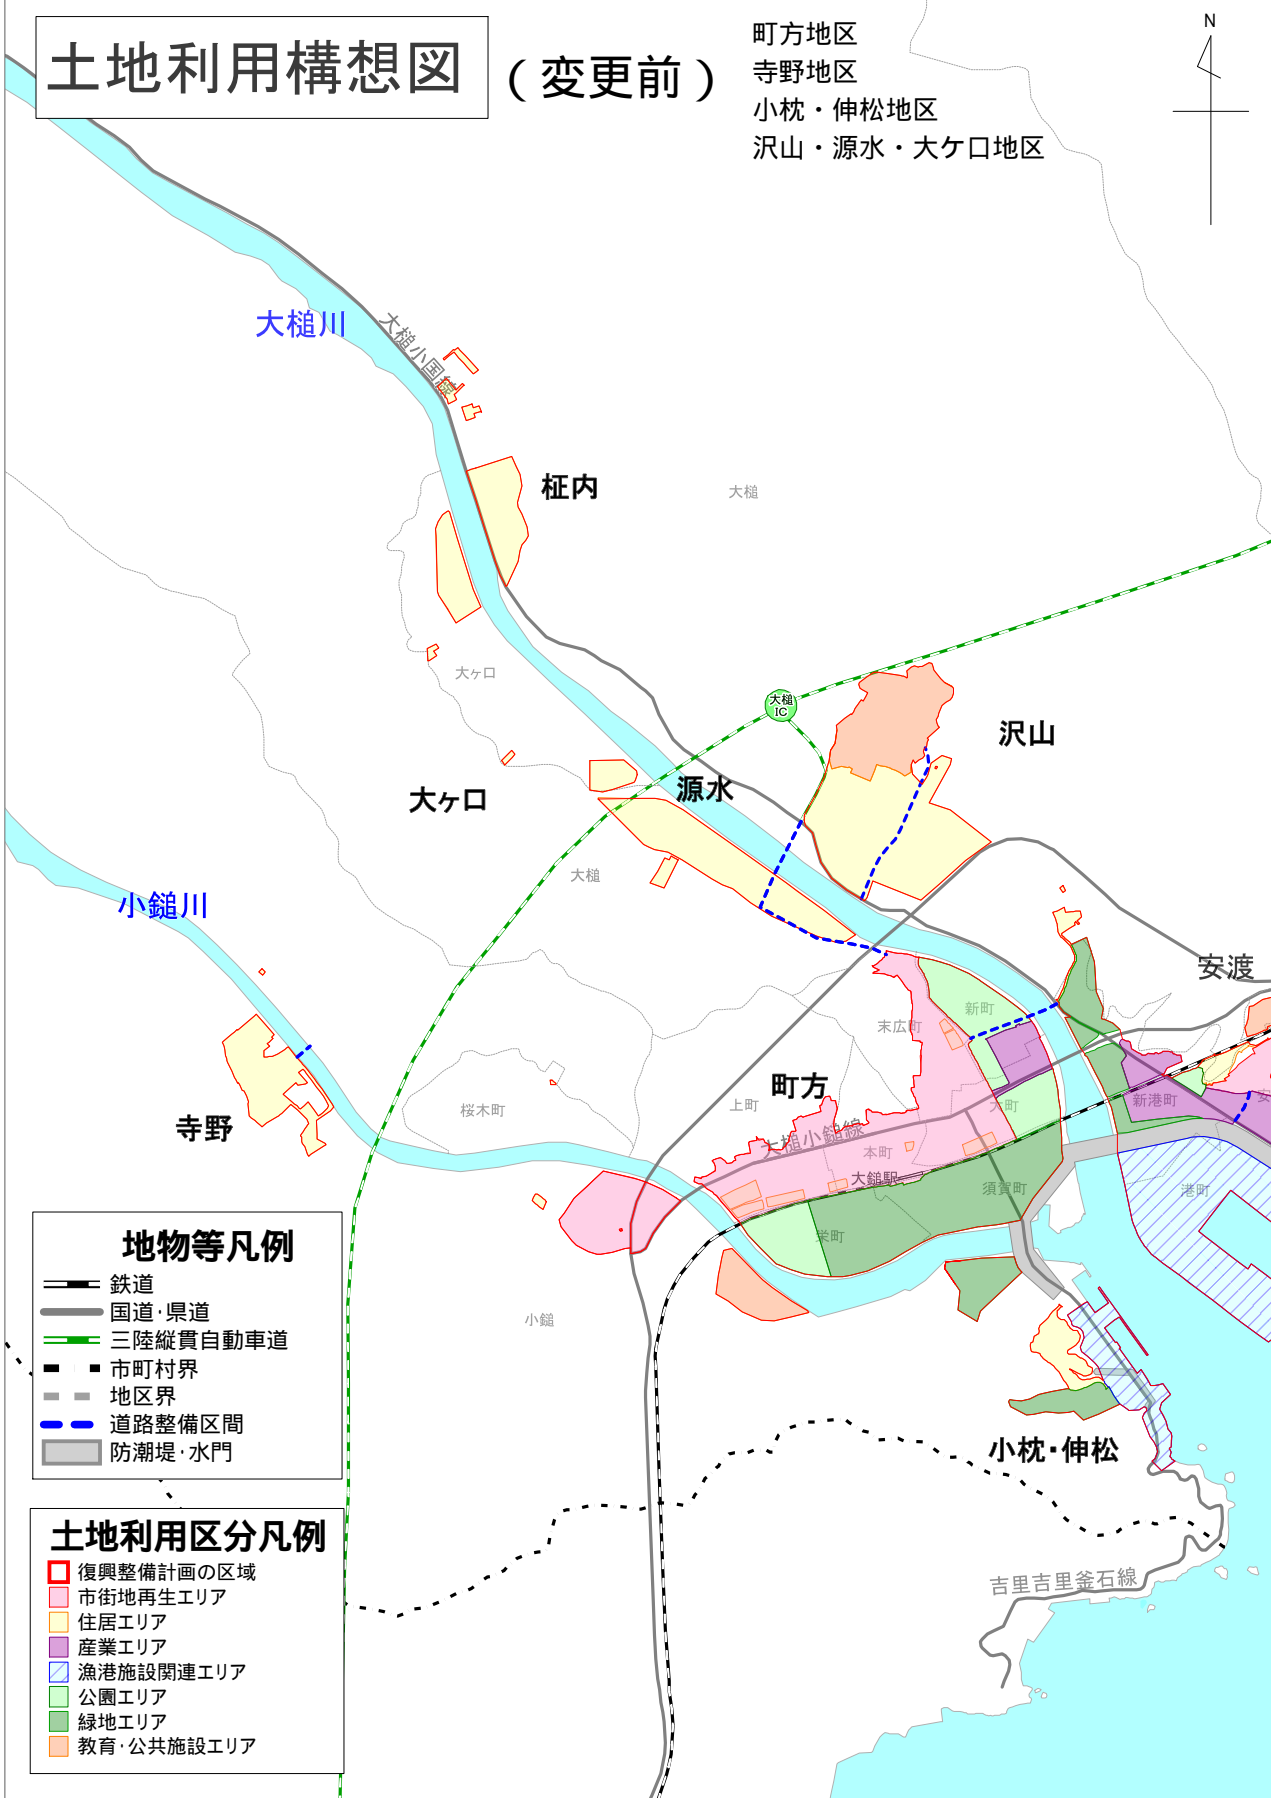 土地利用構想図
（変更前）
町方地区
寺野地区
小枕・伸松地区
沢山・源水・大ケ口地区
N
大槌川
大槌小国線
柾内
大槌
大ヶ口
大槌
IC
沢山
源水
大ヶ口
大槌
小鎚川
安渡
新町
末広町
町方
上町
大町
桜木町
寺野
大槌小鎚線
本町
大鎚駅
須賀町
新港町
安
港町
栄町
小鎚
小枕・伸松
吉里吉里釜石線
地物等凡例
鉄道
国道・県道
三陸縦貫自動車道
市町村界
地区界
道路整備区間
防潮堤・水門
土地利用区分凡例
復興整備計画の区域
市街地再生エリア
住居エリア
産業エリア
漁港施設関連エリア
公園エリア
緑地エリア
教育・公共施設エリア